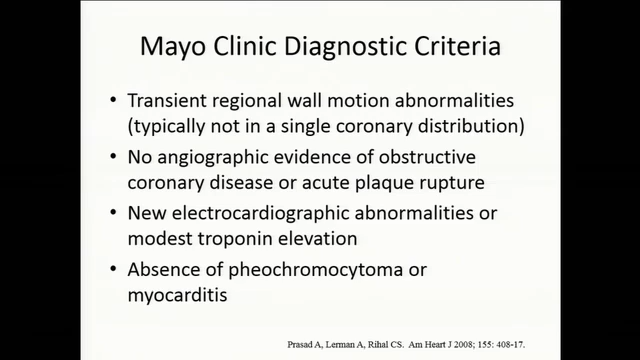 Mayo Clinic Diagnostic Criteria
• Transient regional wall motion abnormalities
(typically not in a single coronary distribution)
• No angiographic evidence of obstructive
coronary disease or acute plaque rupture
• New electrocardiographic abnormalities or
modest troponin elevation
• Absence of pheochromocytoma or
myocarditis
Prasad A, Lerman A, Rihal CS. Am Heart J 2008; 155: 408-17.